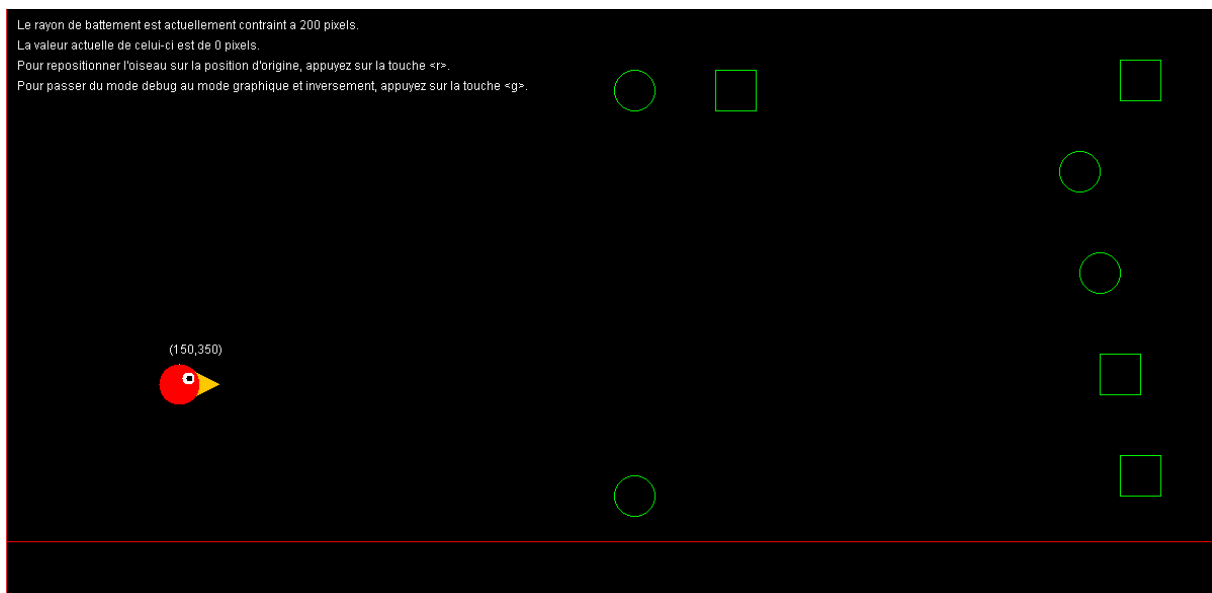 Le rayon de battement est actuellement contraint a 200 pixels.
La valeur actuelle de celui-ci est de 0 pixels.
Pour repositionner l'oiseau sur la position d'origine, appuyez sur la touche <r>.
Pour passer du mode debug au mode graphique et inversement, appuyez sur la touche <g>.
(150,350)